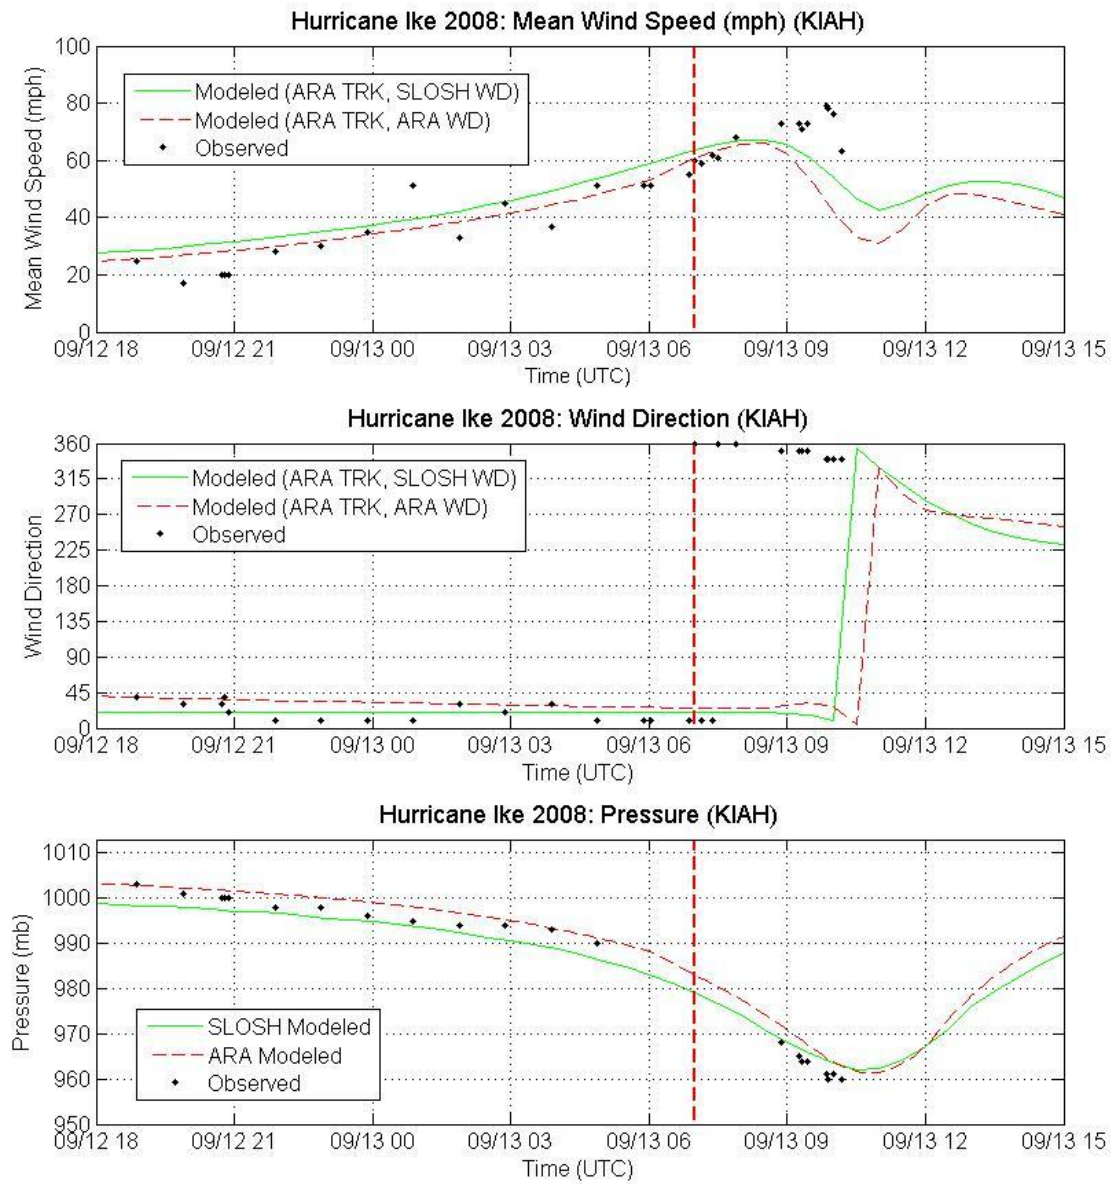 Hurricane Ike 2008: Mean Wind Speed (mph) (KIAH)
100
80
60
40
20
0
Mean Wind Speed (mph)
Modeled (ARA TRK, SLOSH WD)
Modeled (ARA TRK, ARA WD)
Observed
09/12 18 09/12 21 09/13 00 09/13 03 09/13 06 09/13 09 09/13 12 09/13 15
Time (UTC)
Hurricane Ike 2008: Wind Direction (KIAH)
360
315
270
225
180
135
90
45
0
Wind Direction
Modeled (ARA TRK, SLOSH WD)
Modeled (ARA TRK, ARA WD)
Observed
09/12 18 09/12 21 09/13 00 09/13 03 09/13 06 09/13 09 09/13 12 09/13 15
Time (UTC)
Hurricane Ike 2008: Pressure (KIAH)
1010
1000
990
980
970
960
950
Pressure (mb)
SLOSH Modeled
ARA Modeled
Observed
09/12 18 09/12 21 09/13 00 09/13 03 09/13 06 09/13 09 09/13 12 09/13 15
Time (UTC)